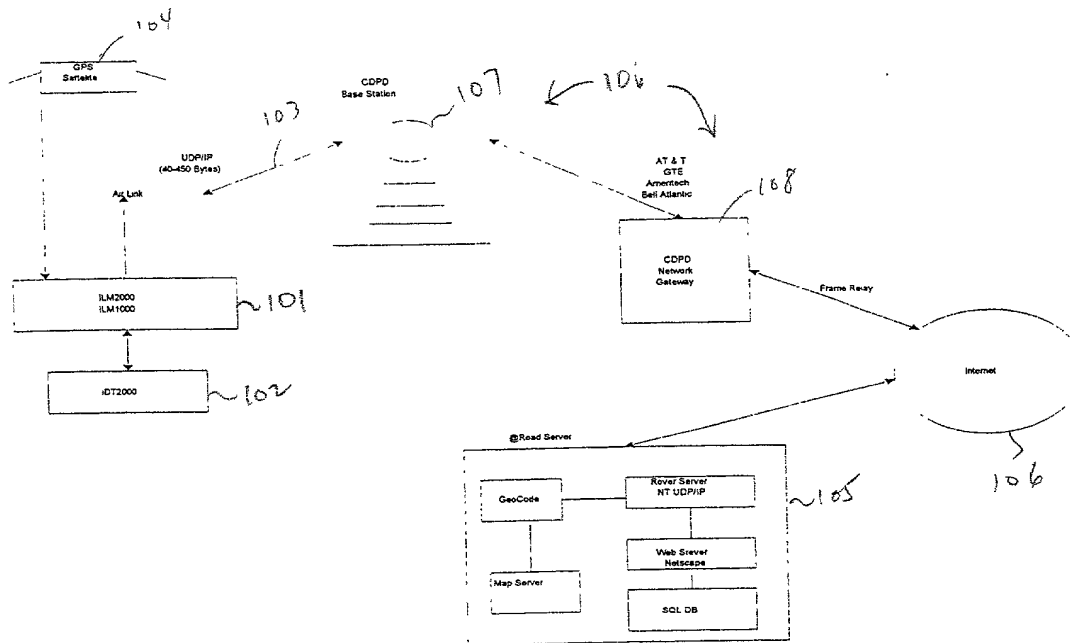 104
GPS
Sattelite
CDPD
Base Station
107
106
103
UDP/IP
(40-450 Bytes)
Air Link
AT & T
GTE
Ameritech
Bell Atlantic
108
CDPD
Network
Gateway
iLM2000
iLM1000
101
Frame Relay
iDT2000
102
Internet
106
@Road Server
GeoCode
Rover Server
NT UDP/IP
105
Web Srever
Netscape
Map Server
SQL DB